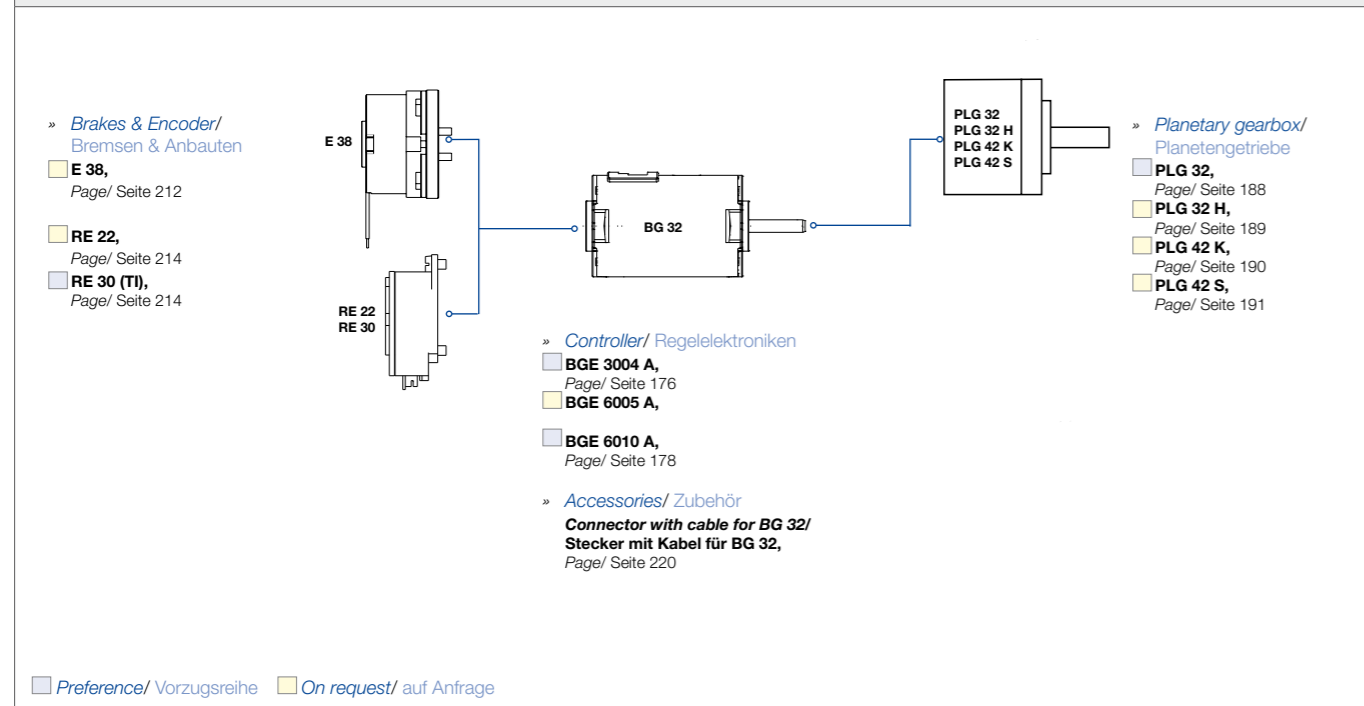 » Brakes & Encoder/
Bremsen & Anbauten
E 38,
Page/ Seite 212
RE 22,
Page/ Seite 214
RE 30 (TI),
Page/ Seite 214
E 38
RE 22
RE 30
BG 32
PLG 32
PLG 32 H
PLG 42 K
PLG 42 S
» Planetary gearbox/
Planetengetriebe
PLG 32,
Page/ Seite 188
PLG 32 H,
Page/ Seite 189
PLG 42 K,
Page/ Seite 190
PLG 42 S,
Page/ Seite 191
» Controller/ Regelelektroniken
BGE 3004 A,
Page/ Seite 176
BGE 6005 A,
BGE 6010 A,
Page/ Seite 178
» Accessories/ Zubehör
Connector with cable for BG 32/
Stecker mit Kabel für BG 32,
Page/ Seite 220
Preference/ Vorzugsreihe On request/ auf Anfrage